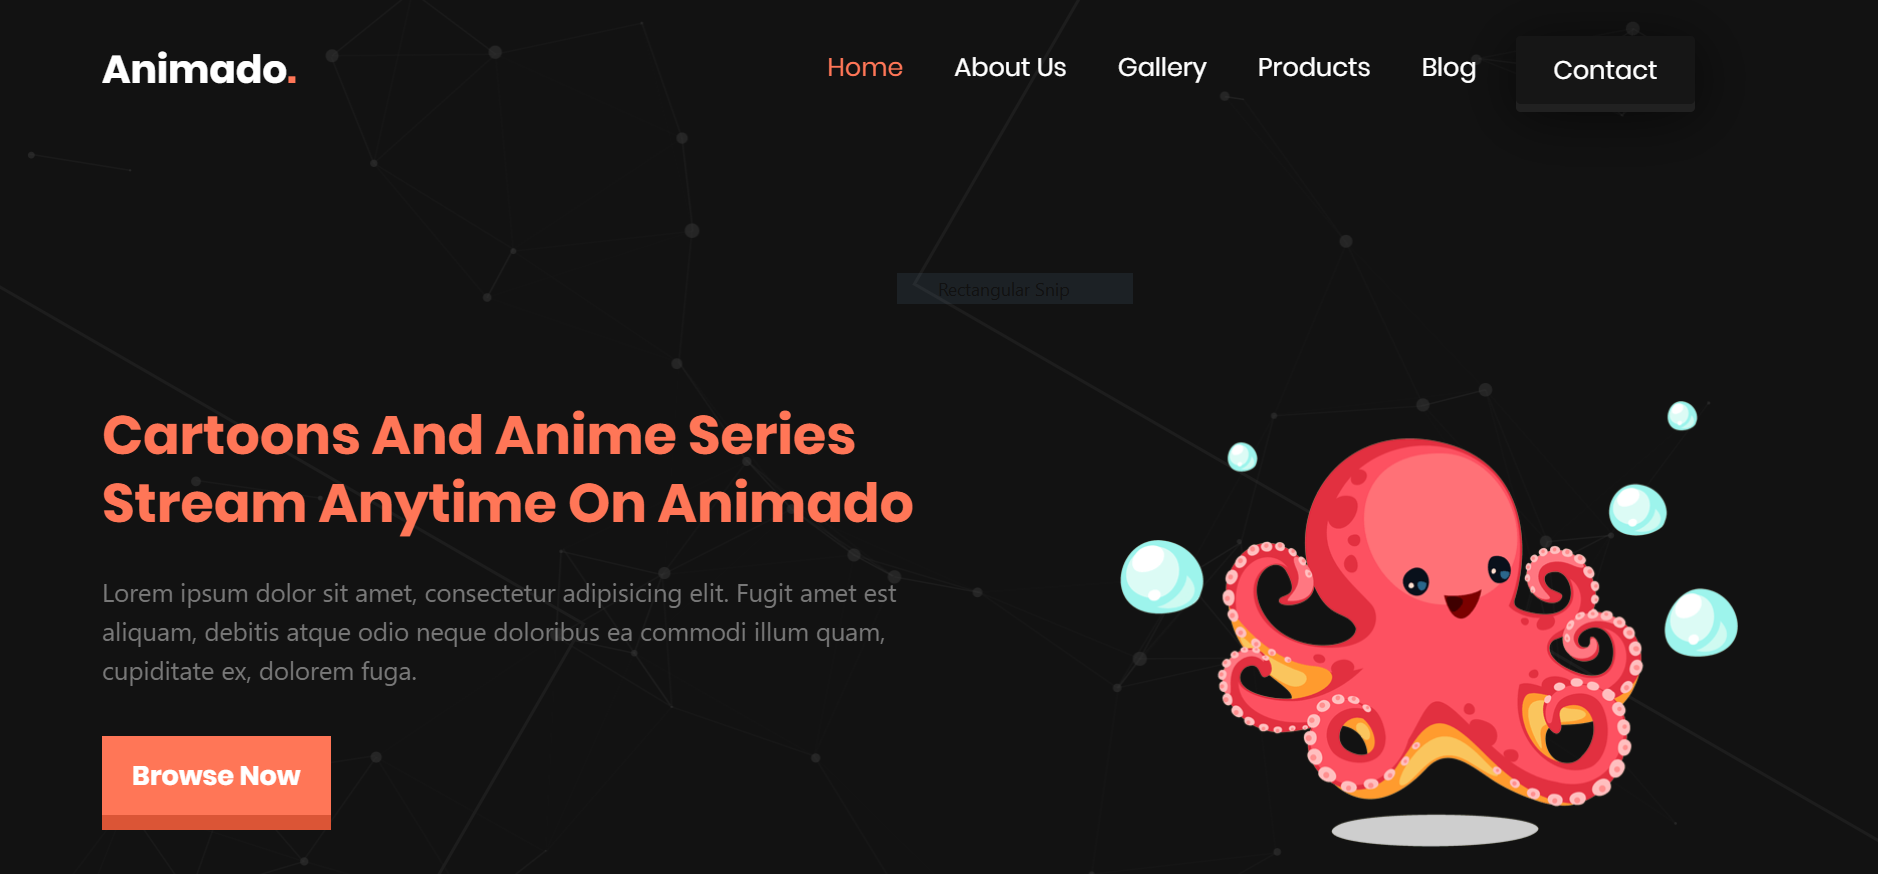 Animado.
Home About Us Gallery Products Blog Contact
Rectangular Snip
Cartoons And Anime Series
Stream Anytime On Animado
Lorem ipsum dolor sit amet, consectetur adipisicing elit. Fugit amet est
aliquam, debitis atque odio neque doloribus ea commodi illum quam,
cupiditate ex, dolorem fuga.
Browse Now